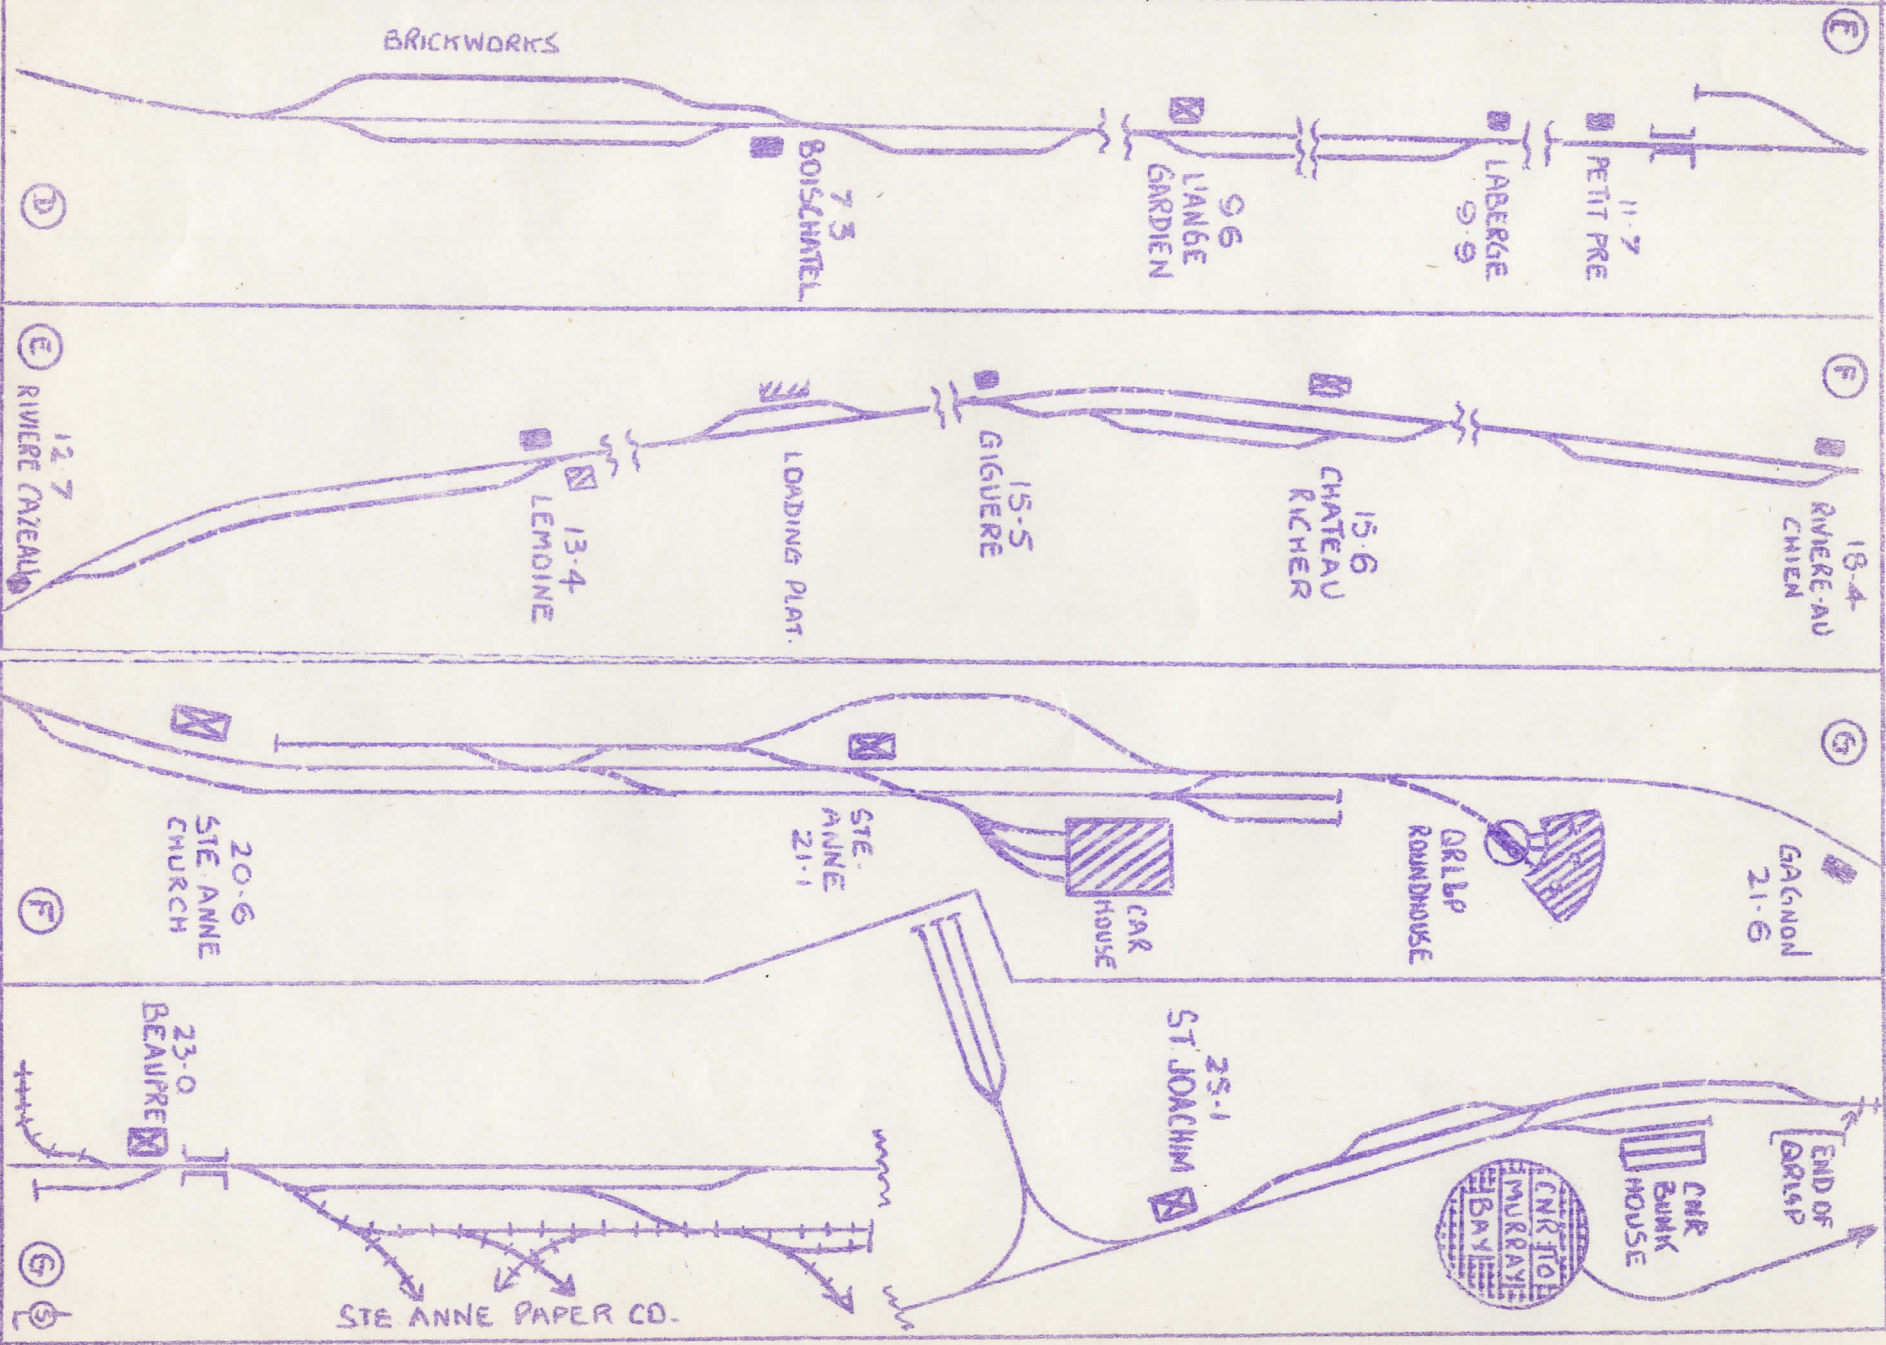 BRICKWORKS
E
D
7.3
BOISCHATEL
9.6
L'ANGE
GARDIEN
LABERGE
9.9
11.7
PETIT PRE
E
12.7
RIVIERE CAZEAU
13.4
LEMOINE
LOADING PLAT.
15.5
GIGUERE
15.6
CHATEAU
RICHER
F
18.4
RIVIERE-AU
CHIEN
G
F
20.6
STE. ANNE
CHURCH
STE.
ANNE
21.1
CAR
HOUSE
QRL&P
ROUNDHOUSE
GAGNON
21.6
23.0
BEAUPRE
G
STE ANNE PAPER CO.
25.1
ST. JOACHIM
CNR TO
MURRAY
BAY
CNR
BUNK
HOUSE
END OF
QRL&P